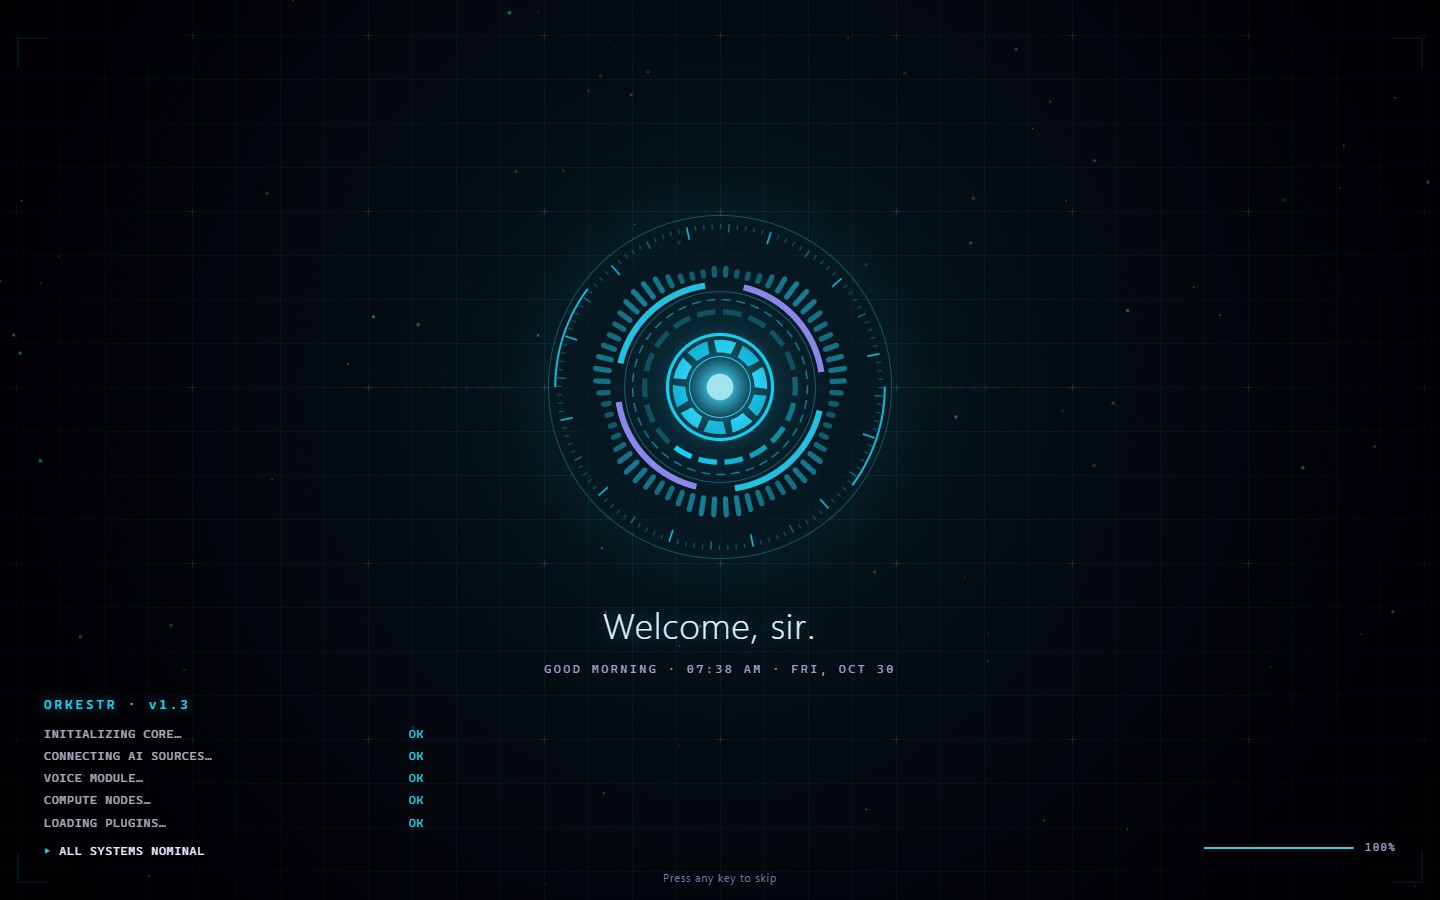 Welcome, sir.
GOOD MORNING · 07:38 AM · FRI, OCT 30
ORKESTR · v1.3
INITIALIZING CORE… OK
CONNECTING AI SOURCES… OK
VOICE MODULE… OK
COMPUTE NODES… OK
LOADING PLUGINS… OK
▸ ALL SYSTEMS NOMINAL
100%
Press any key to skip